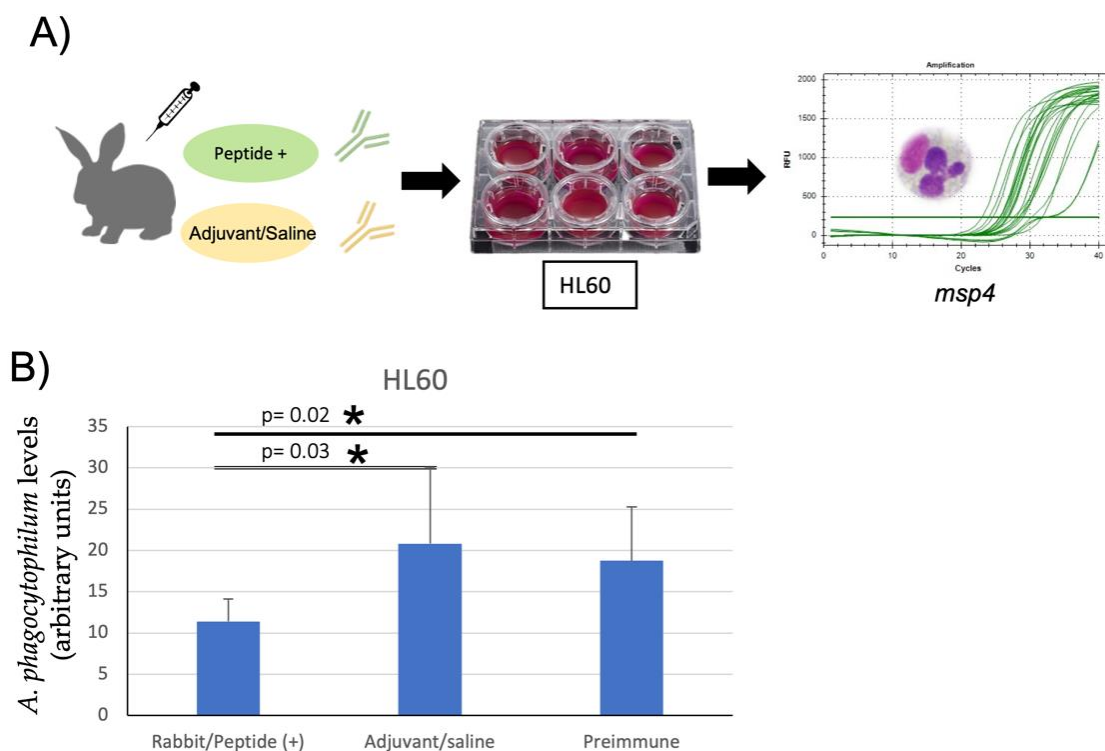 A)
Peptide +
Adjuvant/Saline
HL60
Amplification
RFU
2000
1500
1000
500
0
0 10 20 30 40
Cycles
msp4
B)
HL60
A. phagocytophilum levels
(arbitrary units)
35
30
25
20
15
10
5
0
p= 0.02 *
p= 0.03 *
Rabbit/Peptide (+) Adjuvant/saline Preimmune